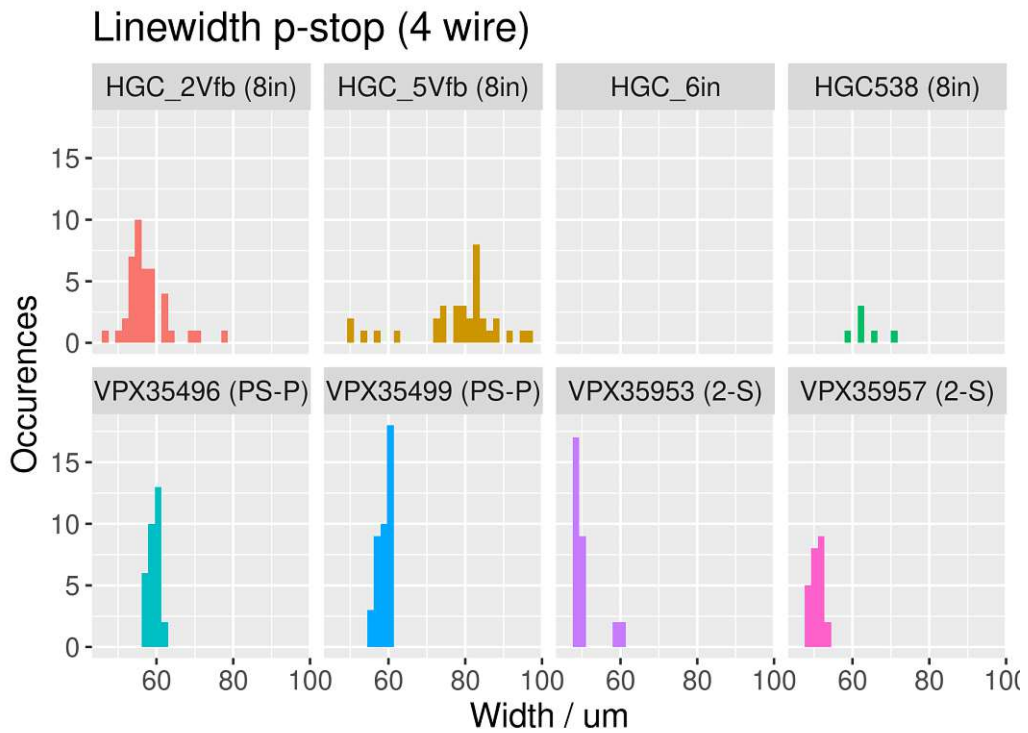 Linewidth p-stop (4 wire)
HGC_2Vfb (8in) HGC_5Vfb (8in) HGC_6in HGC538 (8in)
15
10
5
0
VPX35496 (PS-P) VPX35499 (PS-P) VPX35953 (2-S) VPX35957 (2-S)
15
10
5
0
Occurences
60 80 100 60 80 100 60 80 100 60 80 100
Width / um